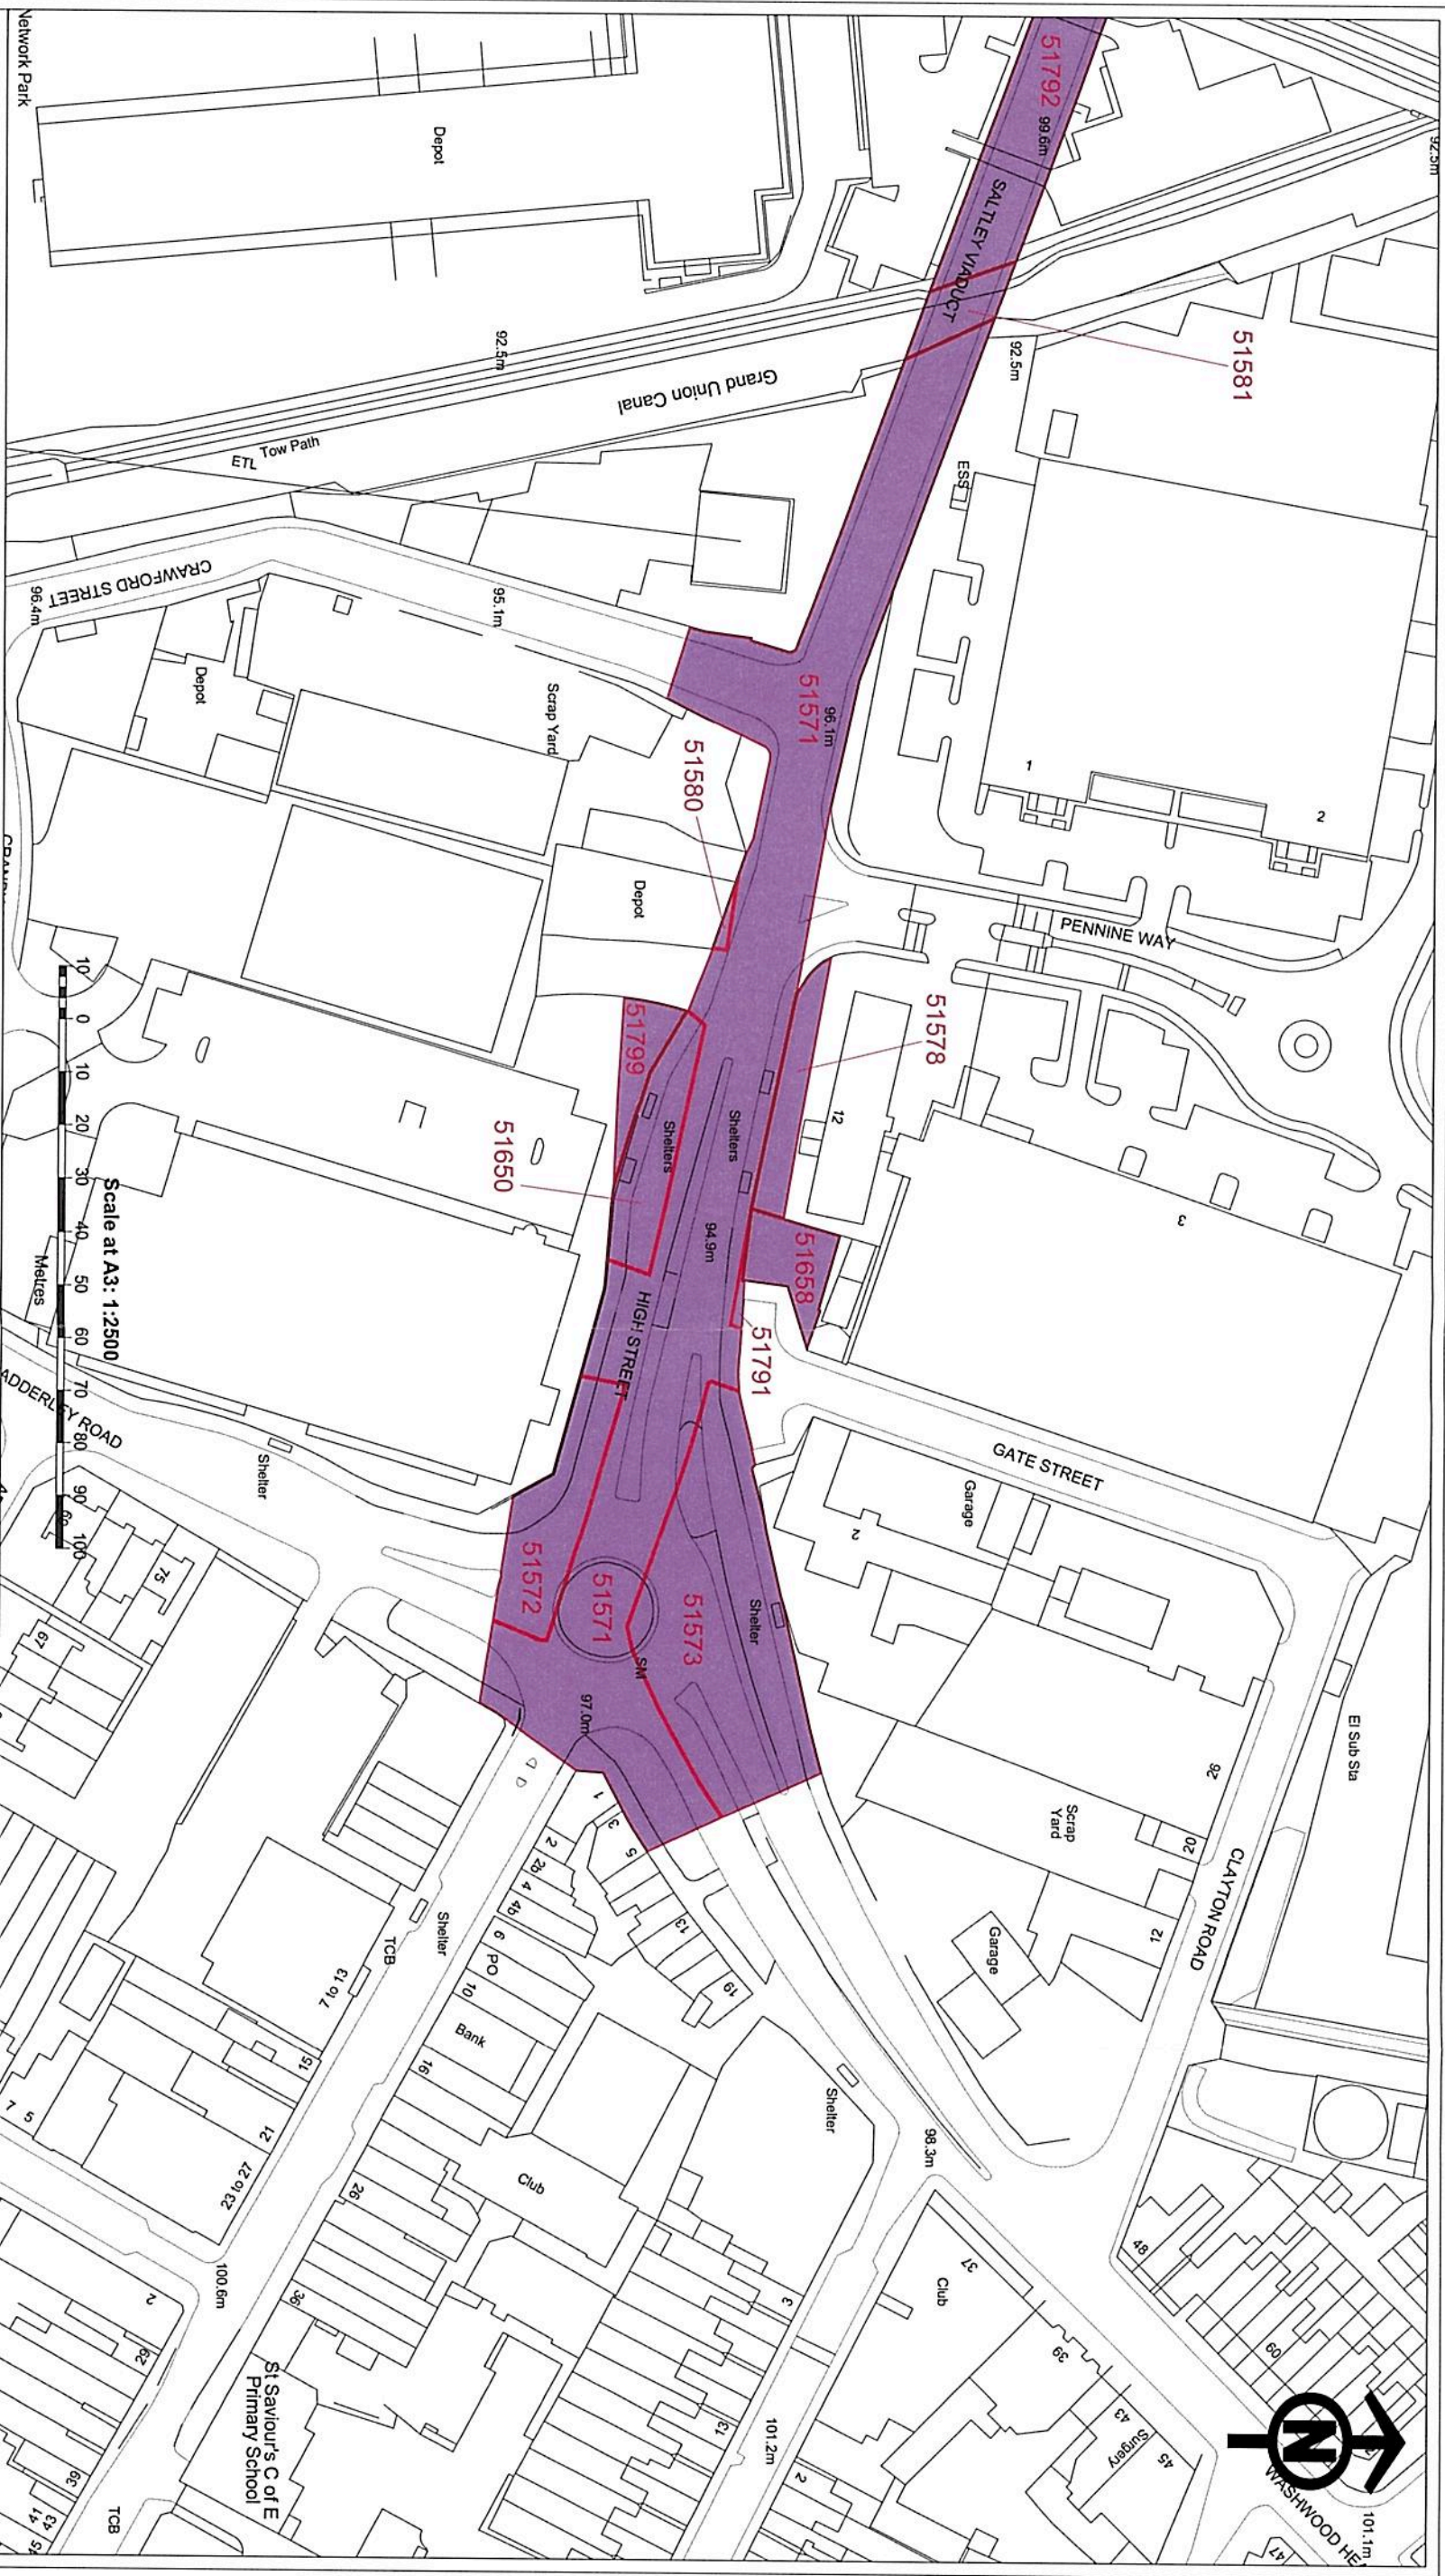 92.5m
101.1m
WASHWOOD HE
N
47
El Sub Sta
CLAYTON ROAD
60
48
45
Surgery
43
39
37
Club
98.3m
26
20
12
Scrap
Yard
Garage
Garage
GATE STREET
2
3
2
1
PENNINE WAY
12
51581
51578
51792
99.6m
SALTLEY VIADUCT
92.5m
ESS
96.1m
51571
51658
51791
Shelters
94.9m
Shelters
HIGH STREET
51573
Shelter
51571
SM
97.0m
51572
51580
51799
51650
Depot
Scrap Yard
95.1m
Depot
CRAWFORD STREET
96.4m
Grand Union Canal
Tow Path
ETL
92.5m
Depot
Network Park
Scale at A3: 1:2500
10 0 10 20 30 40 50 60 70 80 90 100
Metres
ADDERLEY ROAD
Shelter
75
67
1
3
5
13
19
2
2b
4
4b
6
PO
10
Bank
16
Shelter
TCB
7 to 13
15
21
23 to 27
7
5
Shelter
Club
26
36
3
13
101.2m
2
100.6m
2
29
39
41
43
45
TCB
St Saviour's C of E
Primary School